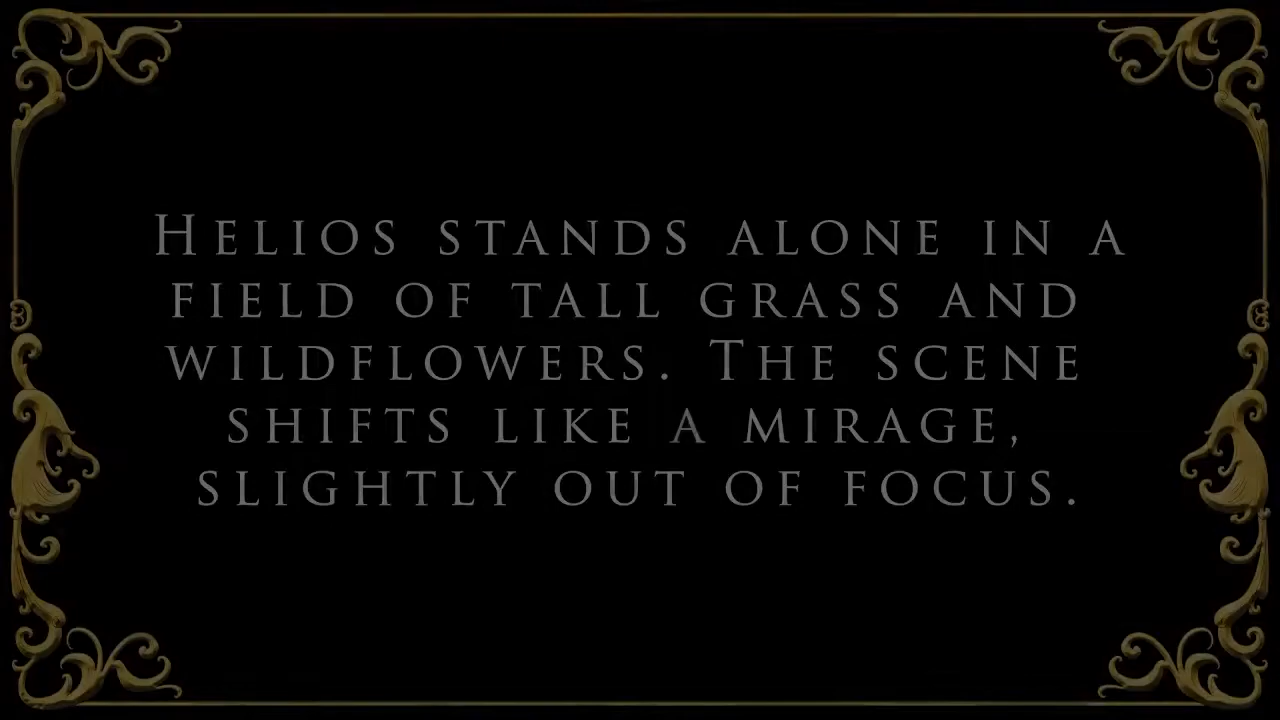 Helios stands alone in a
field of tall grass and
wildflowers. The scene
shifts like a mirage,
slightly out of focus.